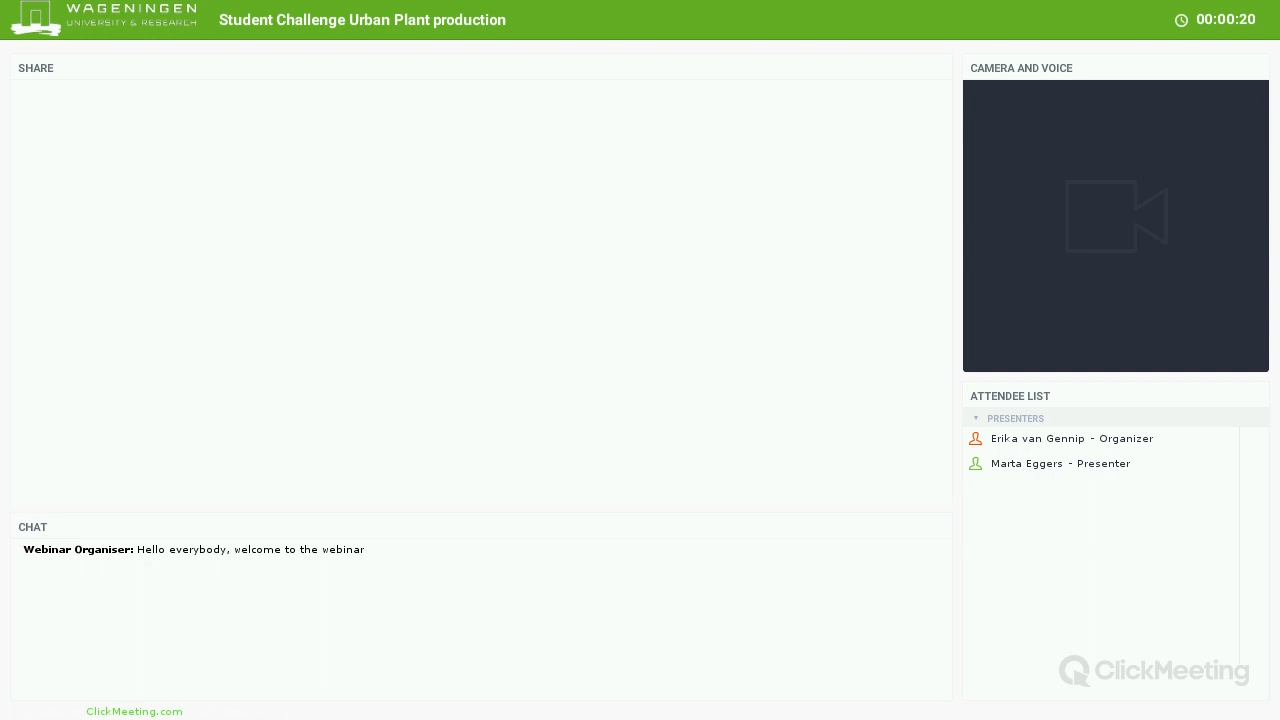 WAGENINGEN
UNIVERSITY & RESEARCH
Student Challenge Urban Plant production
00:00:20
SHARE
CAMERA AND VOICE
ATTENDEE LIST
PRESENTERS
Erika van Gennip - Organizer
Marta Eggers - Presenter
CHAT
Webinar Organiser: Hello everybody, welcome to the webinar
ClickMeeting
ClickMeeting.com